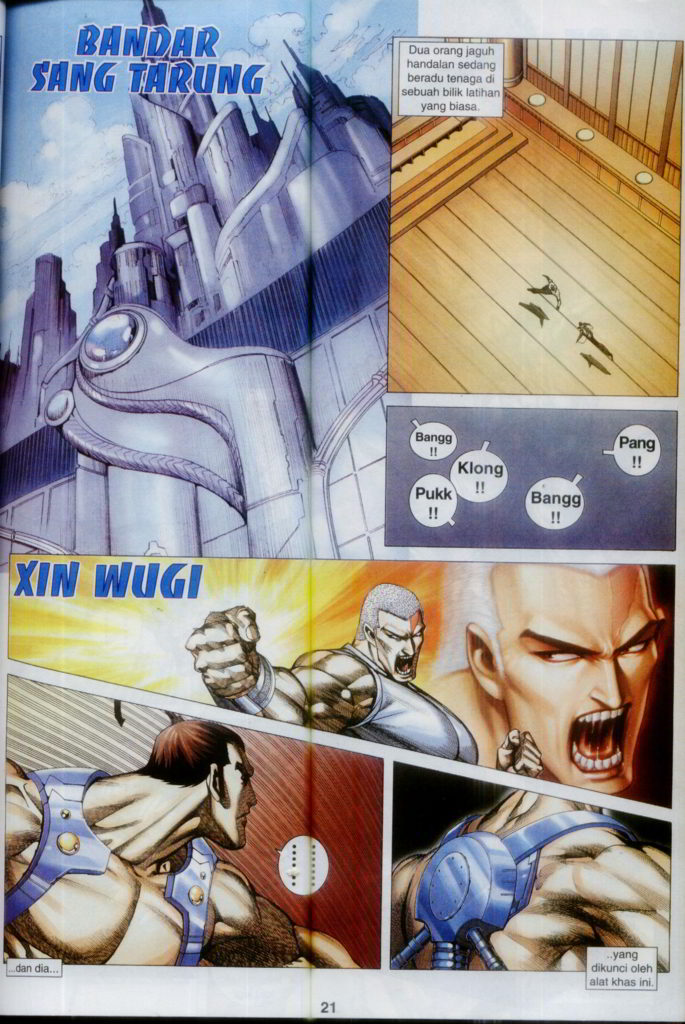 BANDAR
SANG TARUNG
Dua orang jaguh
handalan sedang
beradu tenaga di
sebuah bilik latihan
yang biasa.
Bangg
!!
Klong
!!
Pukk
!!
Bangg
!!
Pang
!!
XIN WUGI
...dan dia...
..yang
dikunci oleh
alat khas ini.
21